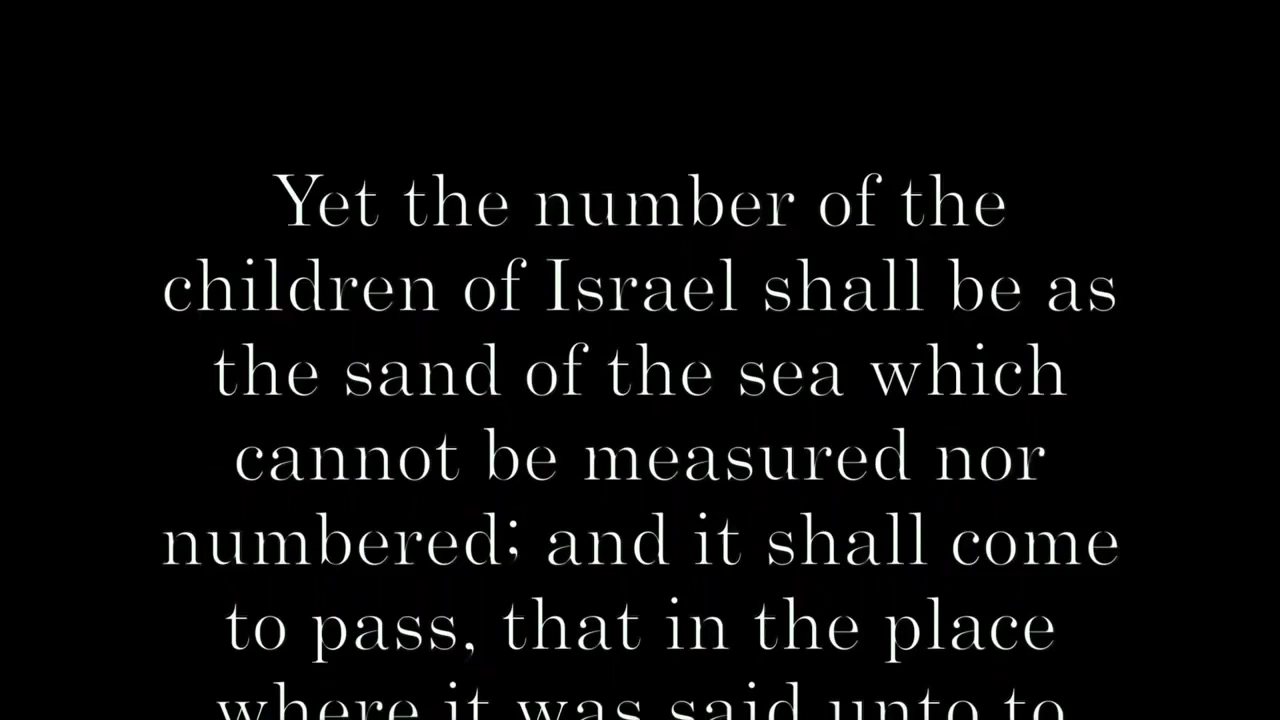 Yet the number of the
children of Israel shall be as
the sand of the sea which
cannot be measured nor
numbered; and it shall come
to pass, that in the place
where it was said unto to